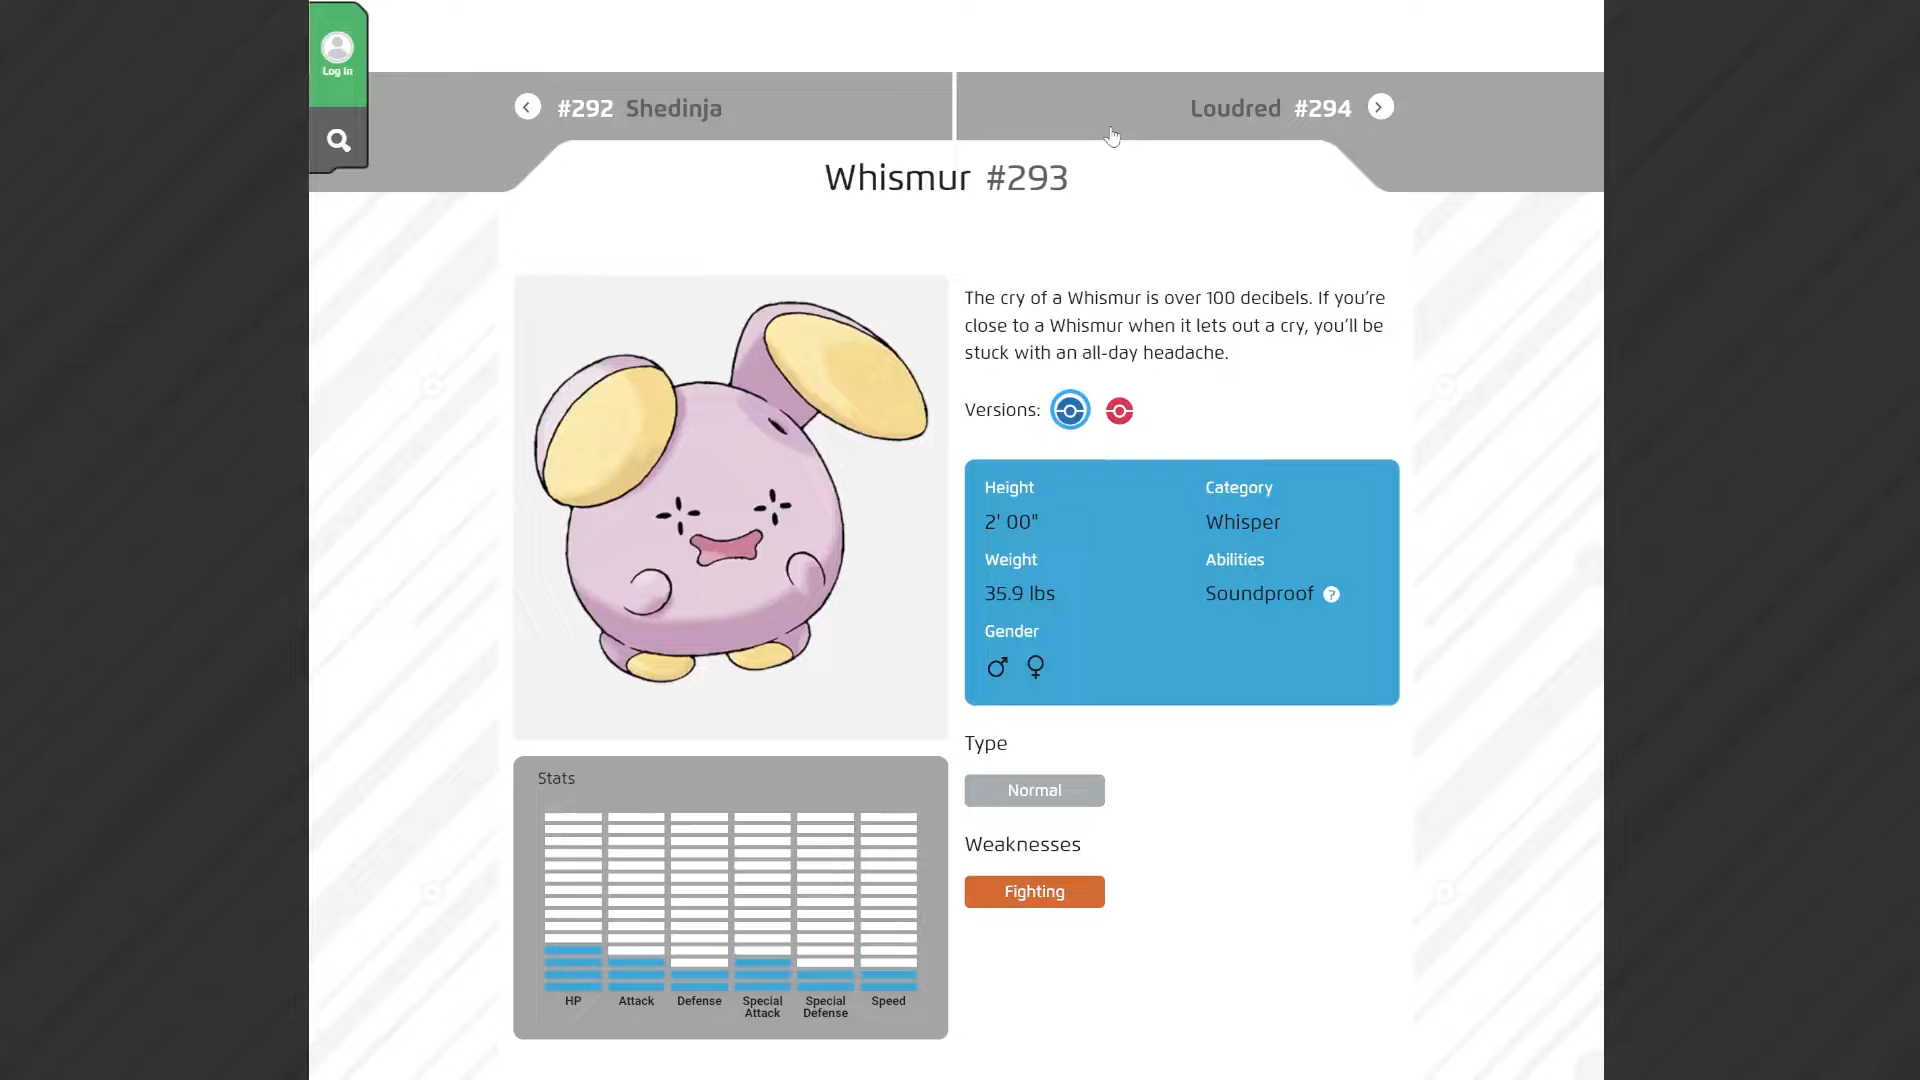 Log In
#292 Shedinja
Loudred #294
Whismur #293
The cry of a Whismur is over 100 decibels. If you’re
close to a Whismur when it lets out a cry, you’ll be
stuck with an all-day headache.
Versions:
Height
2' 00"
Weight
35.9 lbs
Gender
Category
Whisper
Abilities
Soundproof ?
Type
Normal
Weaknesses
Fighting
Stats
HP
Attack
Defense
Special
Attack
Special
Defense
Speed